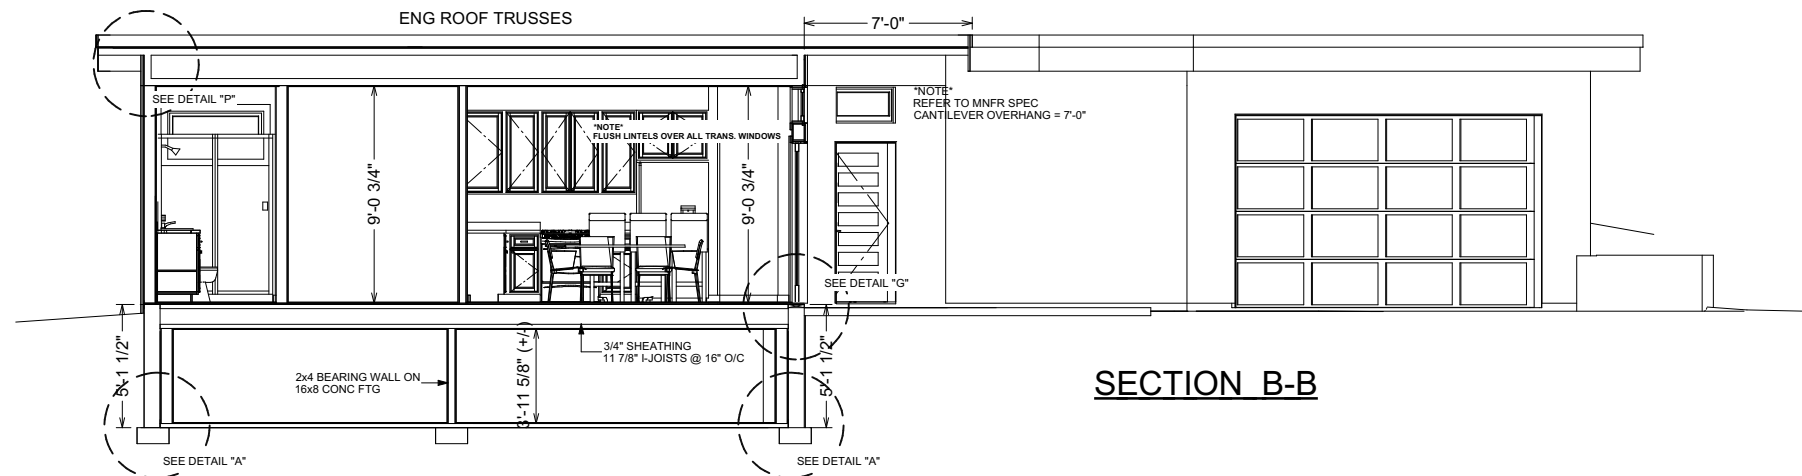 ENG ROOF TRUSSES
7'-0"
SEE DETAIL "P"
*NOTE*
REFER TO MNFR SPEC
CANTILEVER OVERHANG = 7'-0"
*NOTE*
FLUSH LINTELS OVER ALL TRANS. WINDOWS
9'-0 3/4"
9'-0 3/4"
SEE DETAIL "G"
5'-1 1/2"
3'-11 5/8" (+/-)
3/4" SHEATHING
11 7/8" I-JOISTS @ 16" O/C
5'-1 1/2"
2x4 BEARING WALL ON
16x8 CONC FTG
SECTION B-B
SEE DETAIL "A"
SEE DETAIL "A"